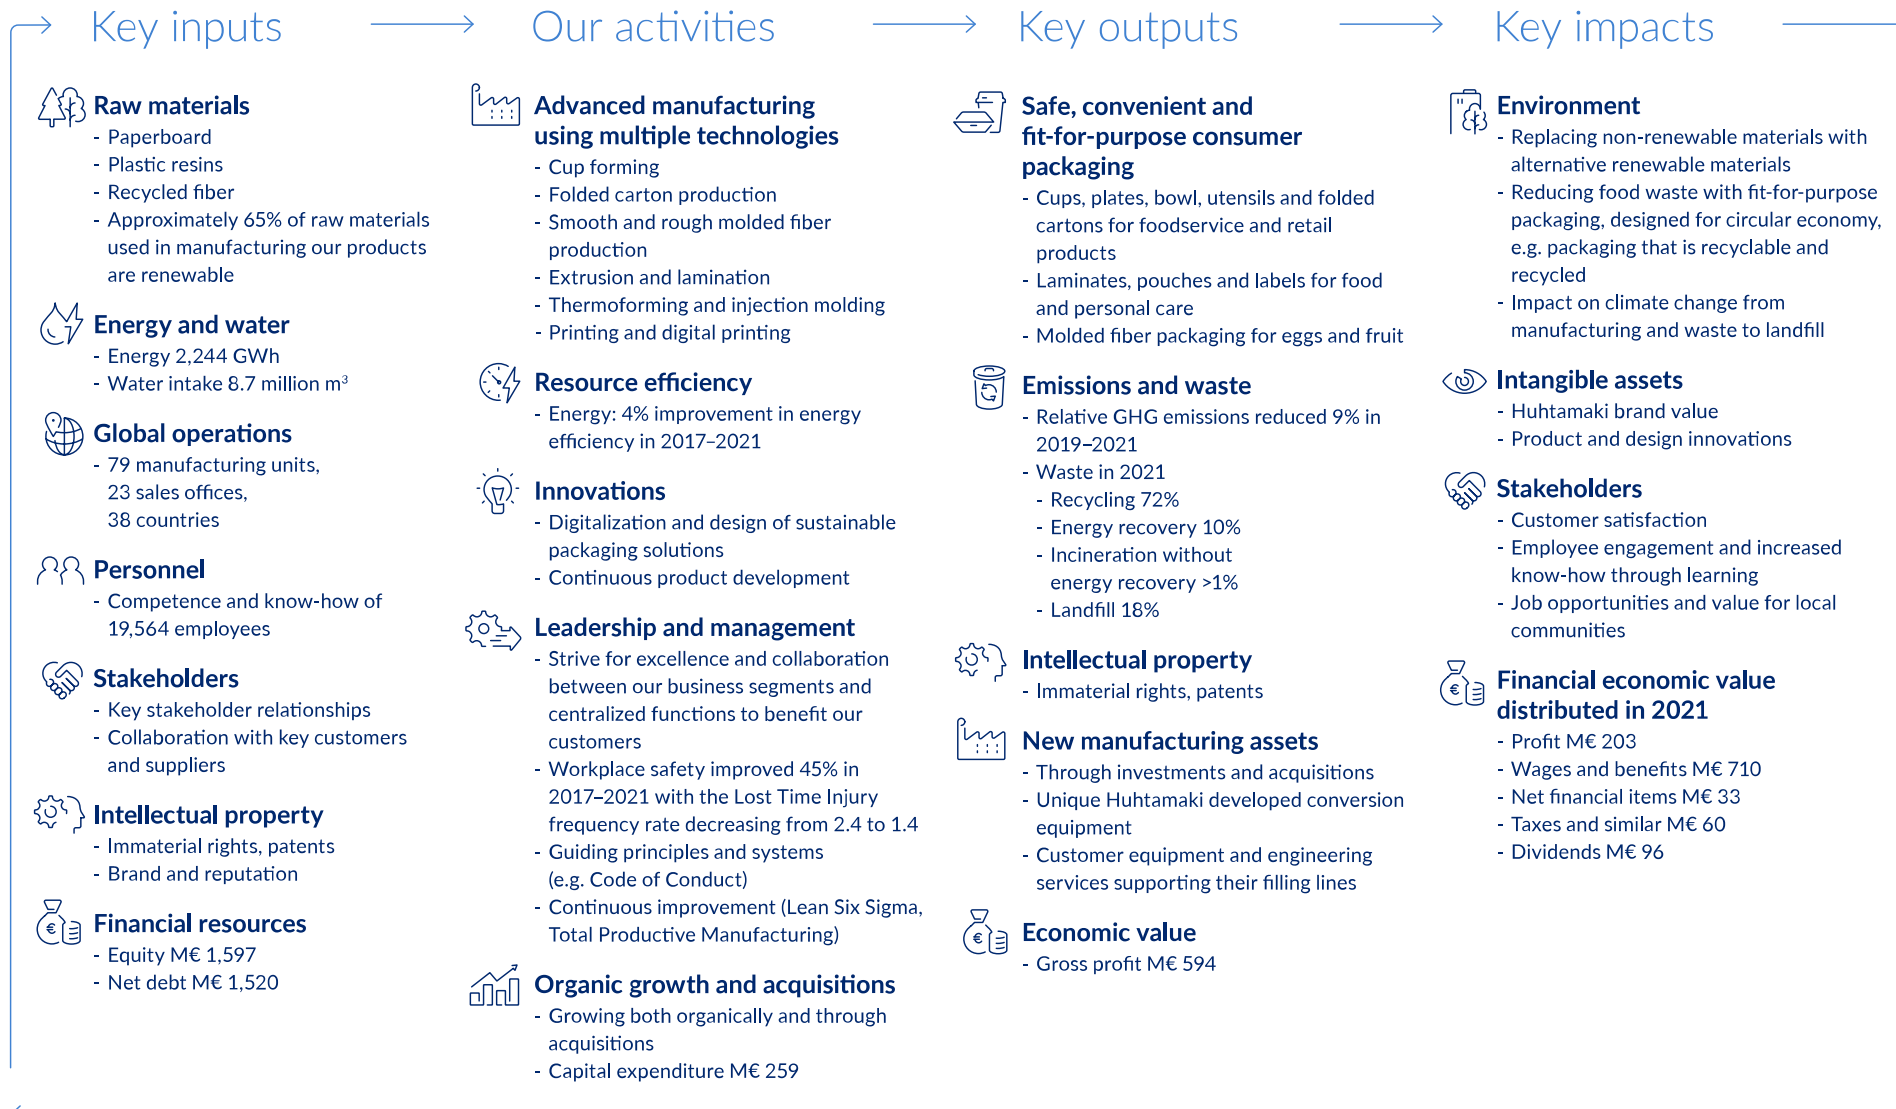 Key inputs
Raw materials
- Paperboard
- Plastic resins
- Recycled fiber
- Approximately 65% of raw materials
used in manufacturing our products
are renewable
Energy and water
- Energy 2,244 GWh
- Water intake 8.7 million m³
Global operations
- 79 manufacturing units,
23 sales offices,
38 countries
Personnel
- Competence and know-how of
19,564 employees
Stakeholders
- Key stakeholder relationships
- Collaboration with key customers
and suppliers
Intellectual property
- Immaterial rights, patents
- Brand and reputation
Financial resources
- Equity M€ 1,597
- Net debt M€ 1,520
Our activities
Advanced manufacturing
using multiple technologies
- Cup forming
- Folded carton production
- Smooth and rough molded fiber
production
- Extrusion and lamination
- Thermoforming and injection molding
- Printing and digital printing
Resource efficiency
- Energy: 4% improvement in energy
efficiency in 2017–2021
Innovations
- Digitalization and design of sustainable
packaging solutions
- Continuous product development
Leadership and management
- Strive for excellence and collaboration
between our business segments and
centralized functions to benefit our
customers
- Workplace safety improved 45% in
2017–2021 with the Lost Time Injury
frequency rate decreasing from 2.4 to 1.4
- Guiding principles and systems
(e.g. Code of Conduct)
- Continuous improvement (Lean Six Sigma,
Total Productive Manufacturing)
Organic growth and acquisitions
- Growing both organically and through
acquisitions
- Capital expenditure M€ 259
Key outputs
Safe, convenient and
fit-for-purpose consumer
packaging
- Cups, plates, bowl, utensils and folded
cartons for foodservice and retail
products
- Laminates, pouches and labels for food
and personal care
- Molded fiber packaging for eggs and fruit
Emissions and waste
- Relative GHG emissions reduced 9% in
2019–2021
- Waste in 2021
- Recycling 72%
- Energy recovery 10%
- Incineration without
energy recovery >1%
- Landfill 18%
Intellectual property
- Immaterial rights, patents
New manufacturing assets
- Through investments and acquisitions
- Unique Huhtamaki developed conversion
equipment
- Customer equipment and engineering
services supporting their filling lines
Economic value
- Gross profit M€ 594
Key impacts
Environment
- Replacing non-renewable materials with
alternative renewable materials
- Reducing food waste with fit-for-purpose
packaging, designed for circular economy,
e.g. packaging that is recyclable and
recycled
- Impact on climate change from
manufacturing and waste to landfill
Intangible assets
- Huhtamaki brand value
- Product and design innovations
Stakeholders
- Customer satisfaction
- Employee engagement and increased
know-how through learning
- Job opportunities and value for local
communities
Financial economic value
distributed in 2021
- Profit M€ 203
- Wages and benefits M€ 710
- Net financial items M€ 33
- Taxes and similar M€ 60
- Dividends M€ 96